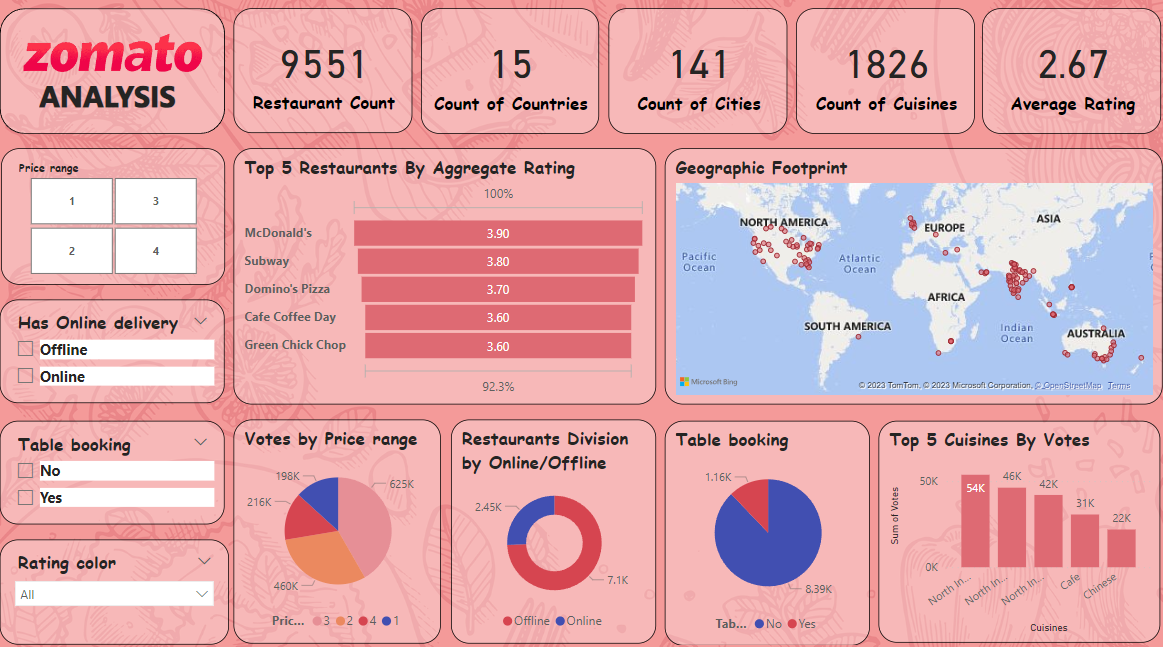 zomato
ANALYSIS
9551
Restaurant Count
15
Count of Countries
141
Count of Cities
1826
Count of Cuisines
2.67
Average Rating
Price range
1
3
2
4
Has Online delivery
Offline
Online
Table booking
No
Yes
Rating color
All
Top 5 Restaurants By Aggregate Rating
100%
McDonald's 3.90
Subway 3.80
Domino's Pizza 3.70
Cafe Coffee Day 3.60
Green Chick Chop 3.60
92.3%
Geographic Footprint
NORTH AMERICA
EUROPE
ASIA
Pacific
Ocean
Atlantic
Ocean
AFRICA
SOUTH AMERICA
Indian
Ocean
AUSTRALIA
Microsoft Bing
© 2023 TomTom, © 2023 Microsoft Corporation, © OpenStreetMap Terms
Votes by Price range
198K
625K
216K
460K
Pric... 3 2 4 1
Restaurants Division
by Online/Offline
2.45K
7.1K
Offline Online
Table booking
1.16K
8.39K
Tab... No Yes
Top 5 Cuisines By Votes
Sum of Votes
50K
0K
54K
46K
42K
31K
22K
North In...
North In...
North In...
Cafe
Chinese
Cuisines